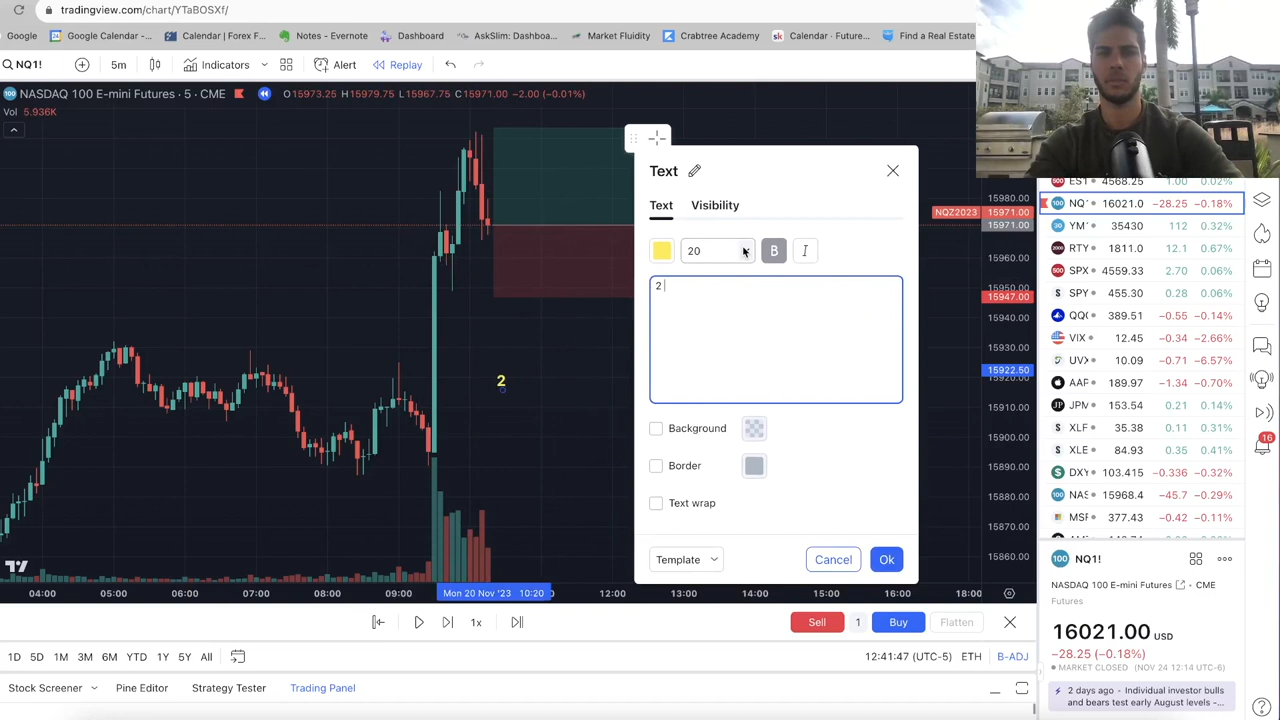 tradingview.com/chart/YTaBOSXf/
Google
Google Calendar -...
Calendar | Forex F...
Notes - Evernote
Dashb
AskSlim: Dashboa...
Market Fluidity
Crabtree Academy
Calendar · Future...
Find a Real Estate
NQ1!
5m
Indicators
Alert
Replay
NASDAQ 100 E-mini Futures · 5 · CME
O15973.25 H15979.75 L15967.75 C15971.00 −2.00 (−0.01%)
Vol 5.936K
Text
Text
Visibility
20
B
I
2
Background
Border
Text wrap
Template
Cancel
Ok
2
15980.00
NQZ2023
15971.00
15971.00
15960.00
15950.00
15947.00
15940.00
15930.00
15922.50
15920.00
15910.00
15900.00
15890.00
15880.00
15870.00
15860.00
04:00
05:00
06:00
07:00
08:00
09:00
Mon 20 Nov '23 10:20
12:00
13:00
14:00
15:00
16:00
18:00
ES1 4568.25 1.00 0.02%
NQ 16021.0 −28.25 −0.18%
YM 35430 112 0.32%
RTY 1811.0 12.1 0.67%
SPX 4559.33 2.70 0.06%
SPY 455.30 0.28 0.06%
QQQ 389.51 −0.55 −0.14%
VIX 12.45 −0.34 −2.66%
UVX 10.09 −0.71 −6.57%
AAP 189.97 −1.34 −0.70%
JPM 153.54 0.21 0.14%
XLF 35.38 0.11 0.31%
XLE 84.93 0.35 0.41%
DXY 103.415 −0.336 −0.32%
NAS 15968.4 −45.7 −0.29%
MSF 377.43 −0.42 −0.11%
16
NQ1!
NASDAQ 100 E-mini Futures · CME
Futures
16021.00 USD
−28.25 (−0.18%)
MARKET CLOSED (NOV 24 12:14 UTC-6)
2 days ago · Individual investor bulls
and bears test early August levels -...
1x
Sell
1
Buy
Flatten
1D 5D 1M 3M 6M YTD 1Y 5Y All
12:41:47 (UTC-5)
ETH
B-ADJ
Stock Screener
Pine Editor
Strategy Tester
Trading Panel